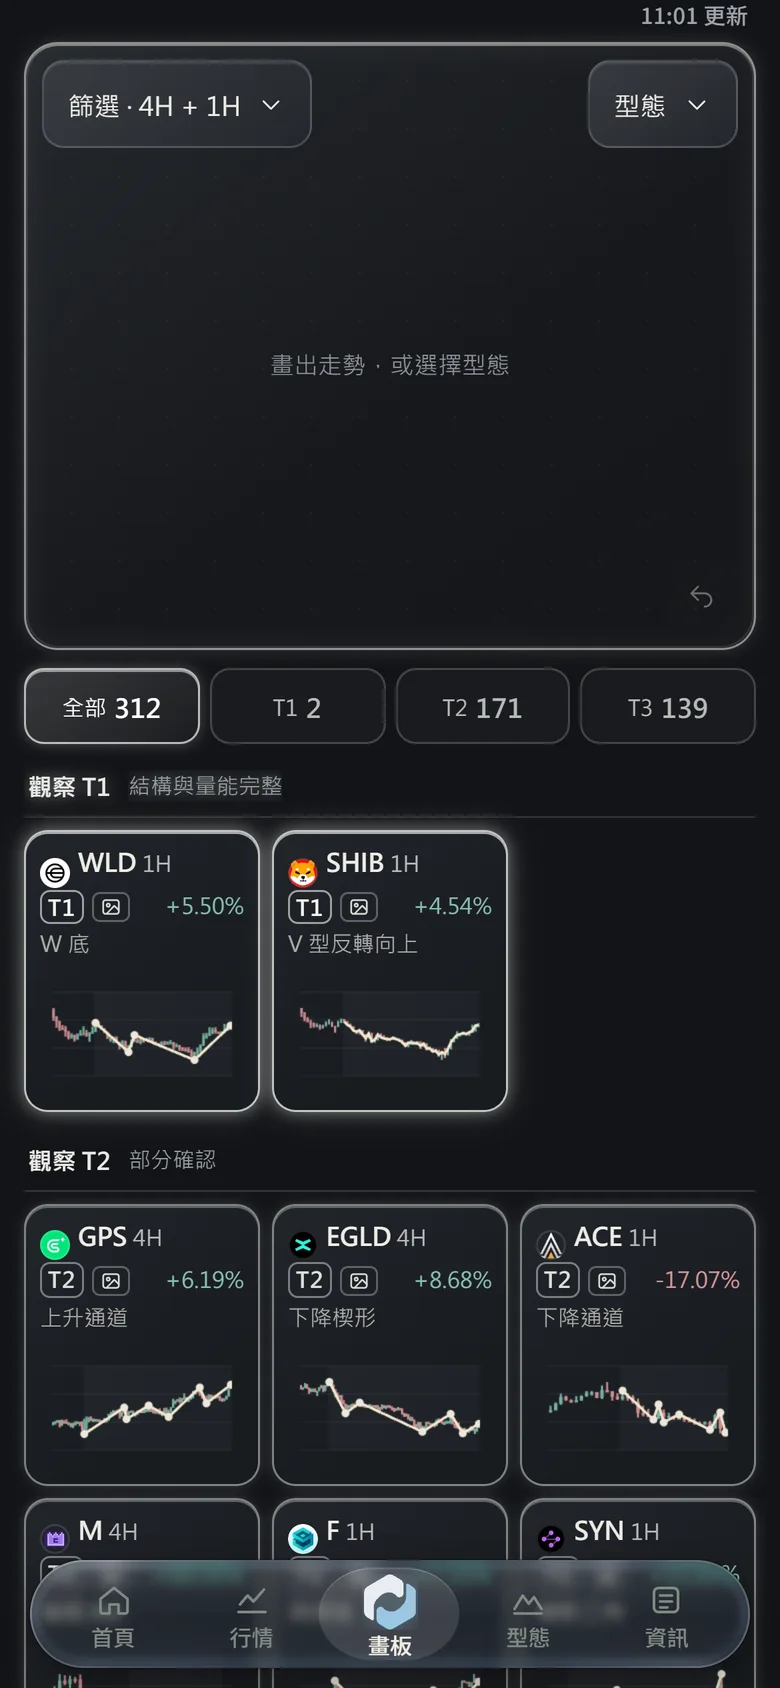 11:01 更新
篩選 · 4H + 1H
型態
畫出走勢，或選擇型態
全部 312
T1 2
T2 171
T3 139
觀察 T1 結構與量能完整
WLD 1H
T1 +5.50%
W 底
SHIB 1H
T1 +4.54%
V 型反轉向上
觀察 T2 部分確認
GPS 4H
T2 +6.19%
上升通道
EGLD 4H
T2 +8.68%
下降楔形
ACE 1H
T2 -17.07%
下降通道
M 4H
F 1H
SYN 1H
首頁
行情
畫板
型態
資訊